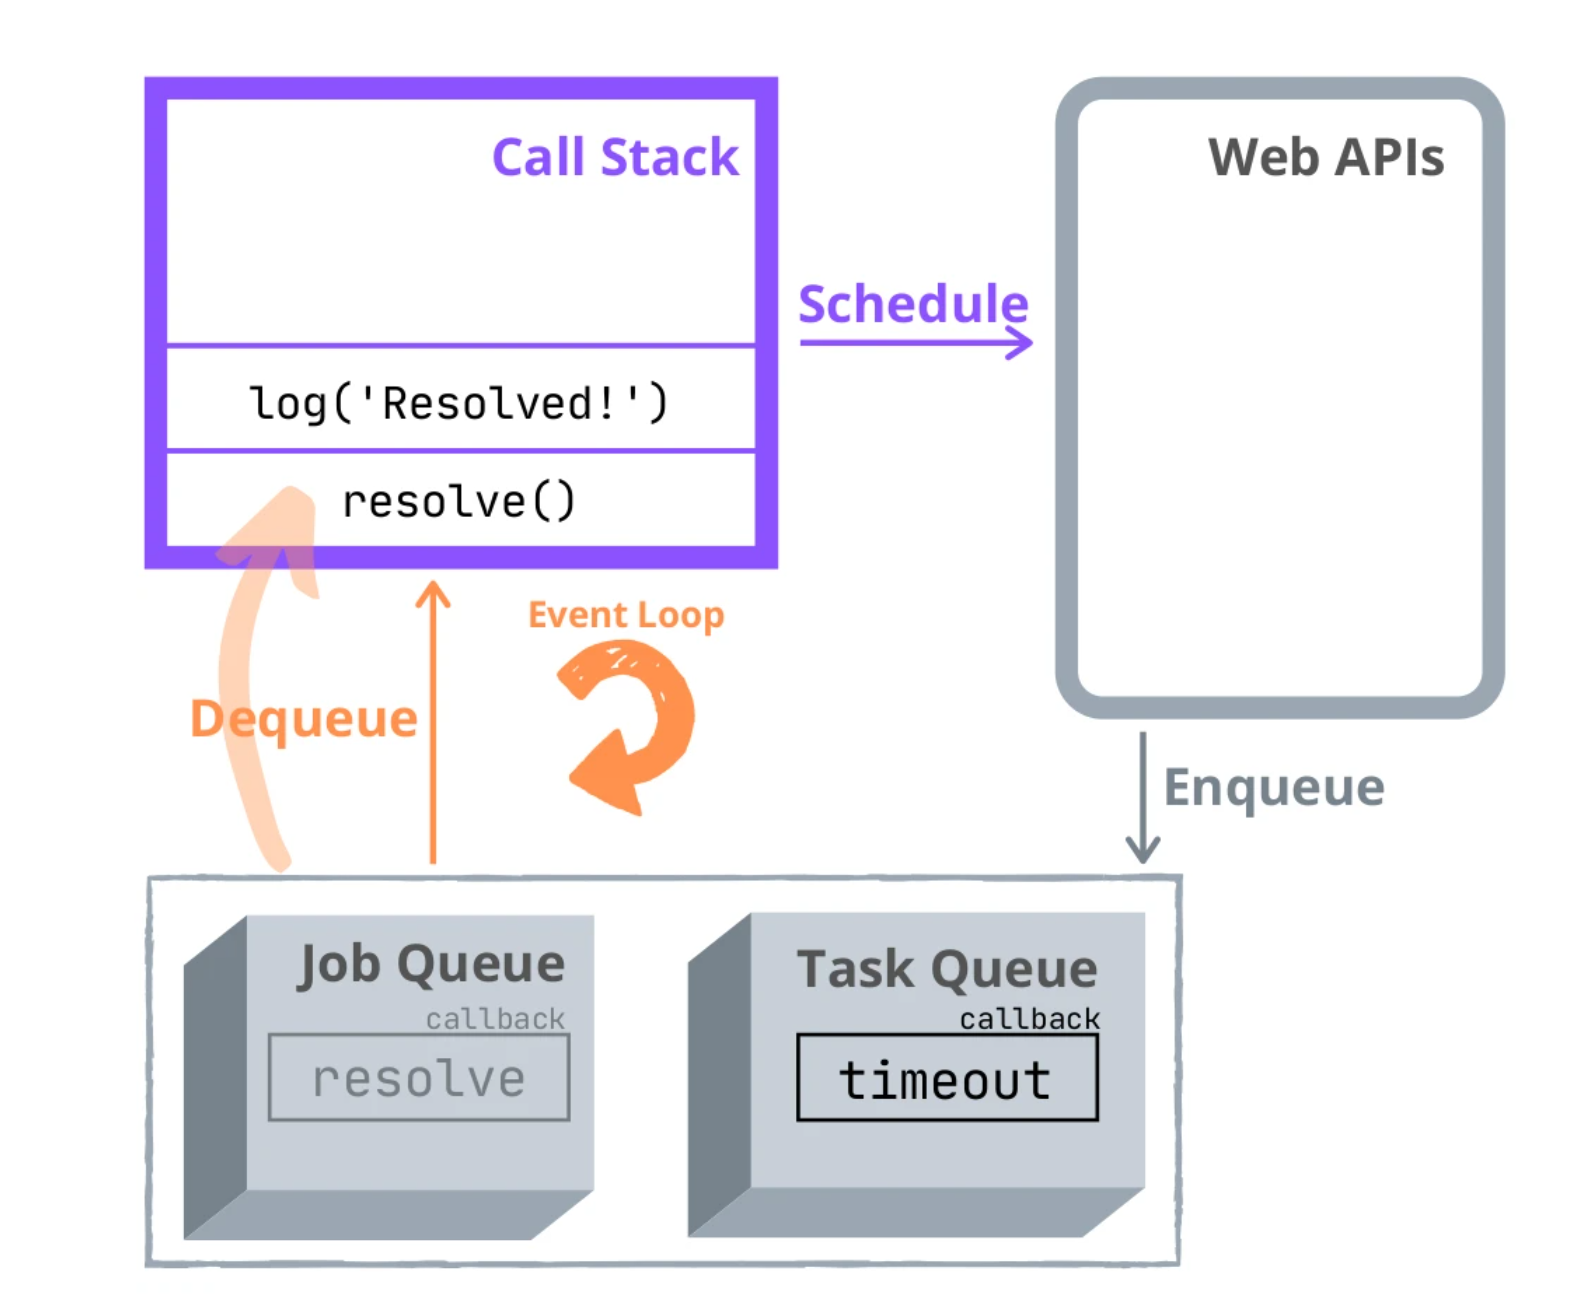 Call Stack
Web APIs
Schedule
log('Resolved!')
resolve()
Event Loop
Dequeue
Enqueue
Job Queue
callback
resolve
Task Queue
callback
timeout